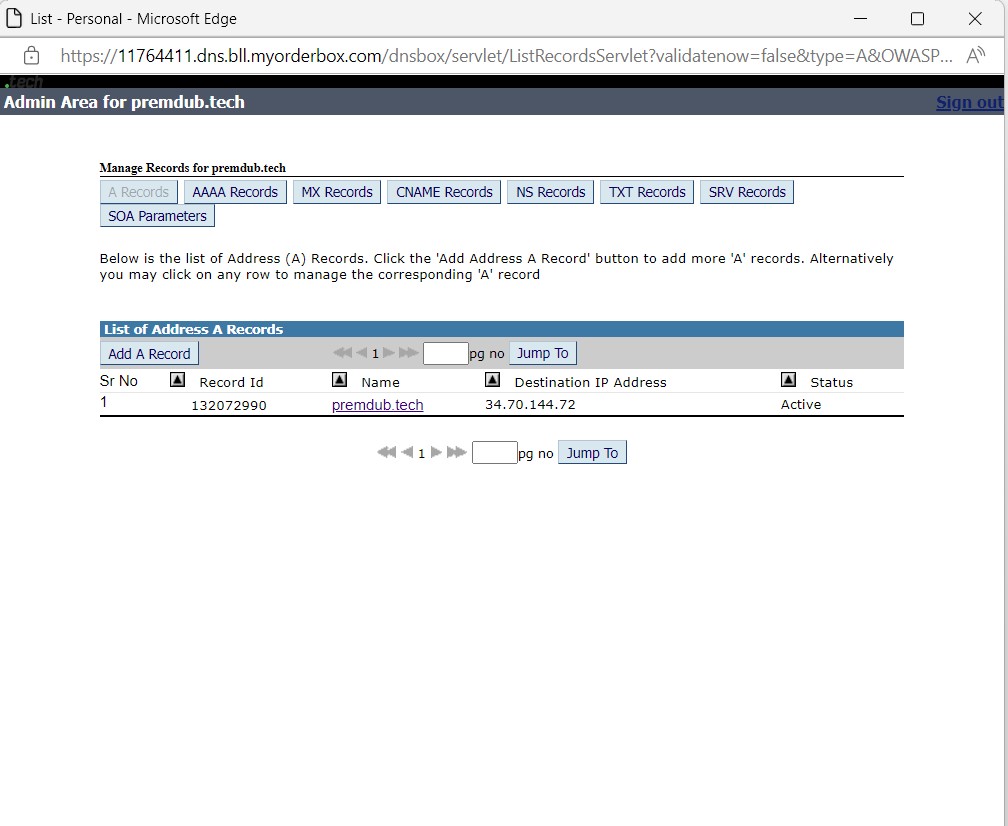 List - Personal - Microsoft Edge
https://11764411.dns.bll.myorderbox.com/dnsbox/servlet/ListRecordsServlet?validatenow=false&type=A&OWASP...
.tech
Admin Area for premdub.tech Sign out
Manage Records for premdub.tech
A Records AAAA Records MX Records CNAME Records NS Records TXT Records SRV Records
SOA Parameters
Below is the list of Address (A) Records. Click the 'Add Address A Record' button to add more 'A' records. Alternatively
you may click on any row to manage the corresponding 'A' record
List of Address A Records
Add A Record 1 pg no Jump To
Sr No Record Id Name Destination IP Address Status
1 132072990 premdub.tech 34.70.144.72 Active
1 pg no Jump To